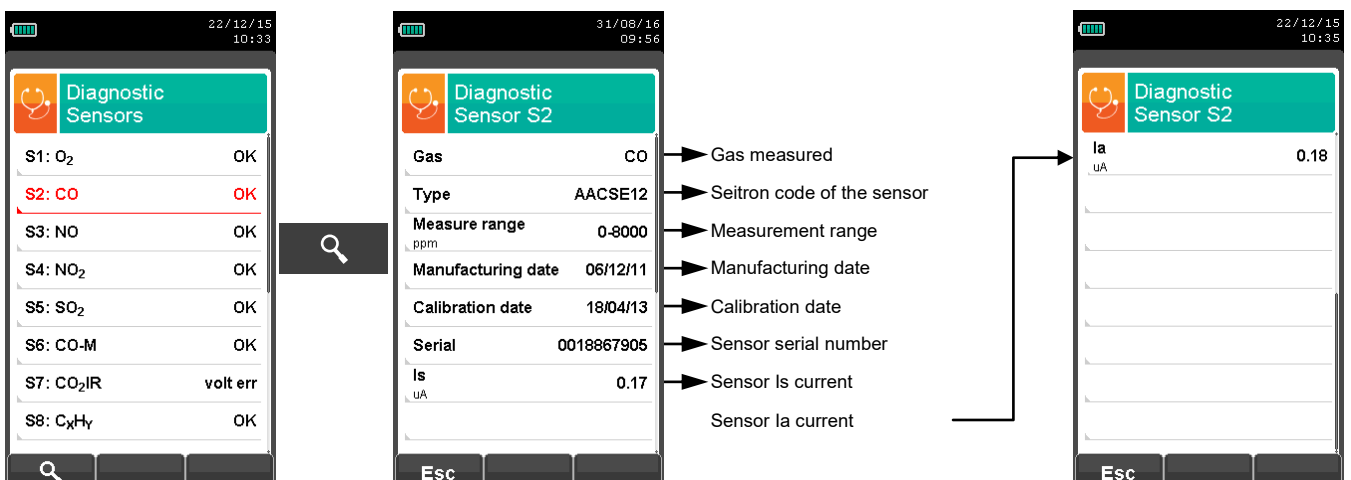 22/12/15
10:33
Diagnostic
Sensors
S1: O₂ OK
S2: CO OK
S3: NO OK
S4: NO₂ OK
S5: SO₂ OK
S6: CO-M OK
S7: CO₂IR volt err
S8: CₓHᵧ OK
31/08/16
09:56
Diagnostic
Sensor S2
Gas CO
Type AACSE12
Measure range 0-8000
ppm
Manufacturing date 06/12/11
Calibration date 18/04/13
Serial 0018867905
Is 0.17
uA
Esc
Gas measured
Seitron code of the sensor
Measurement range
Manufacturing date
Calibration date
Sensor serial number
Sensor Is current
Sensor Ia current
22/12/15
10:35
Diagnostic
Sensor S2
Ia 0.18
uA
Esc